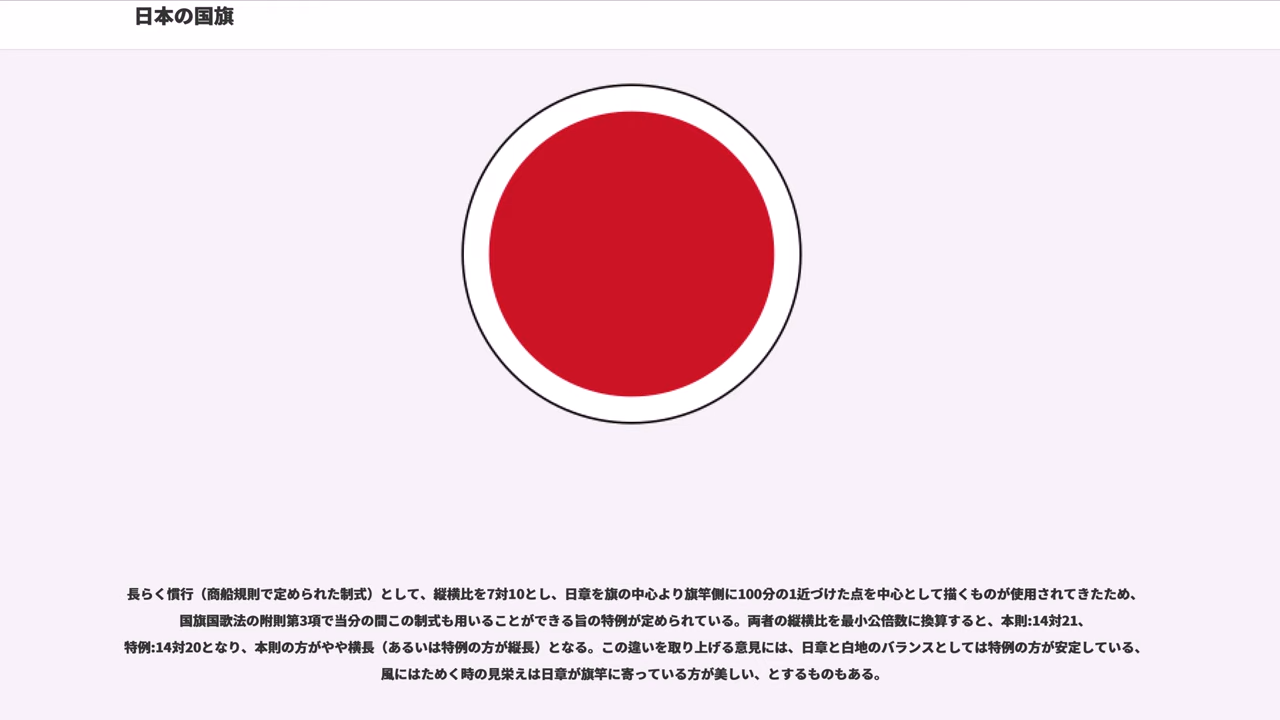 日本の国旗
長らく慣行（商船規則で定められた制式）として、縦横比を7対10とし、日章を旗の中心より旗竿側に100分の1近づけた点を中心として描くものが使用されてきたため、
国旗国歌法の附則第3項で当分の間この制式も用いることができる旨の特例が定められている。両者の縦横比を最小公倍数に換算すると、本則:14対21、
特例:14対20となり、本則の方がやや横長（あるいは特例の方が縦長）となる。この違いを取り上げる意見には、日章と白地のバランスとしては特例の方が安定している、
風にはためく時の見栄えは日章が旗竿に寄っている方が美しい、とするものもある。